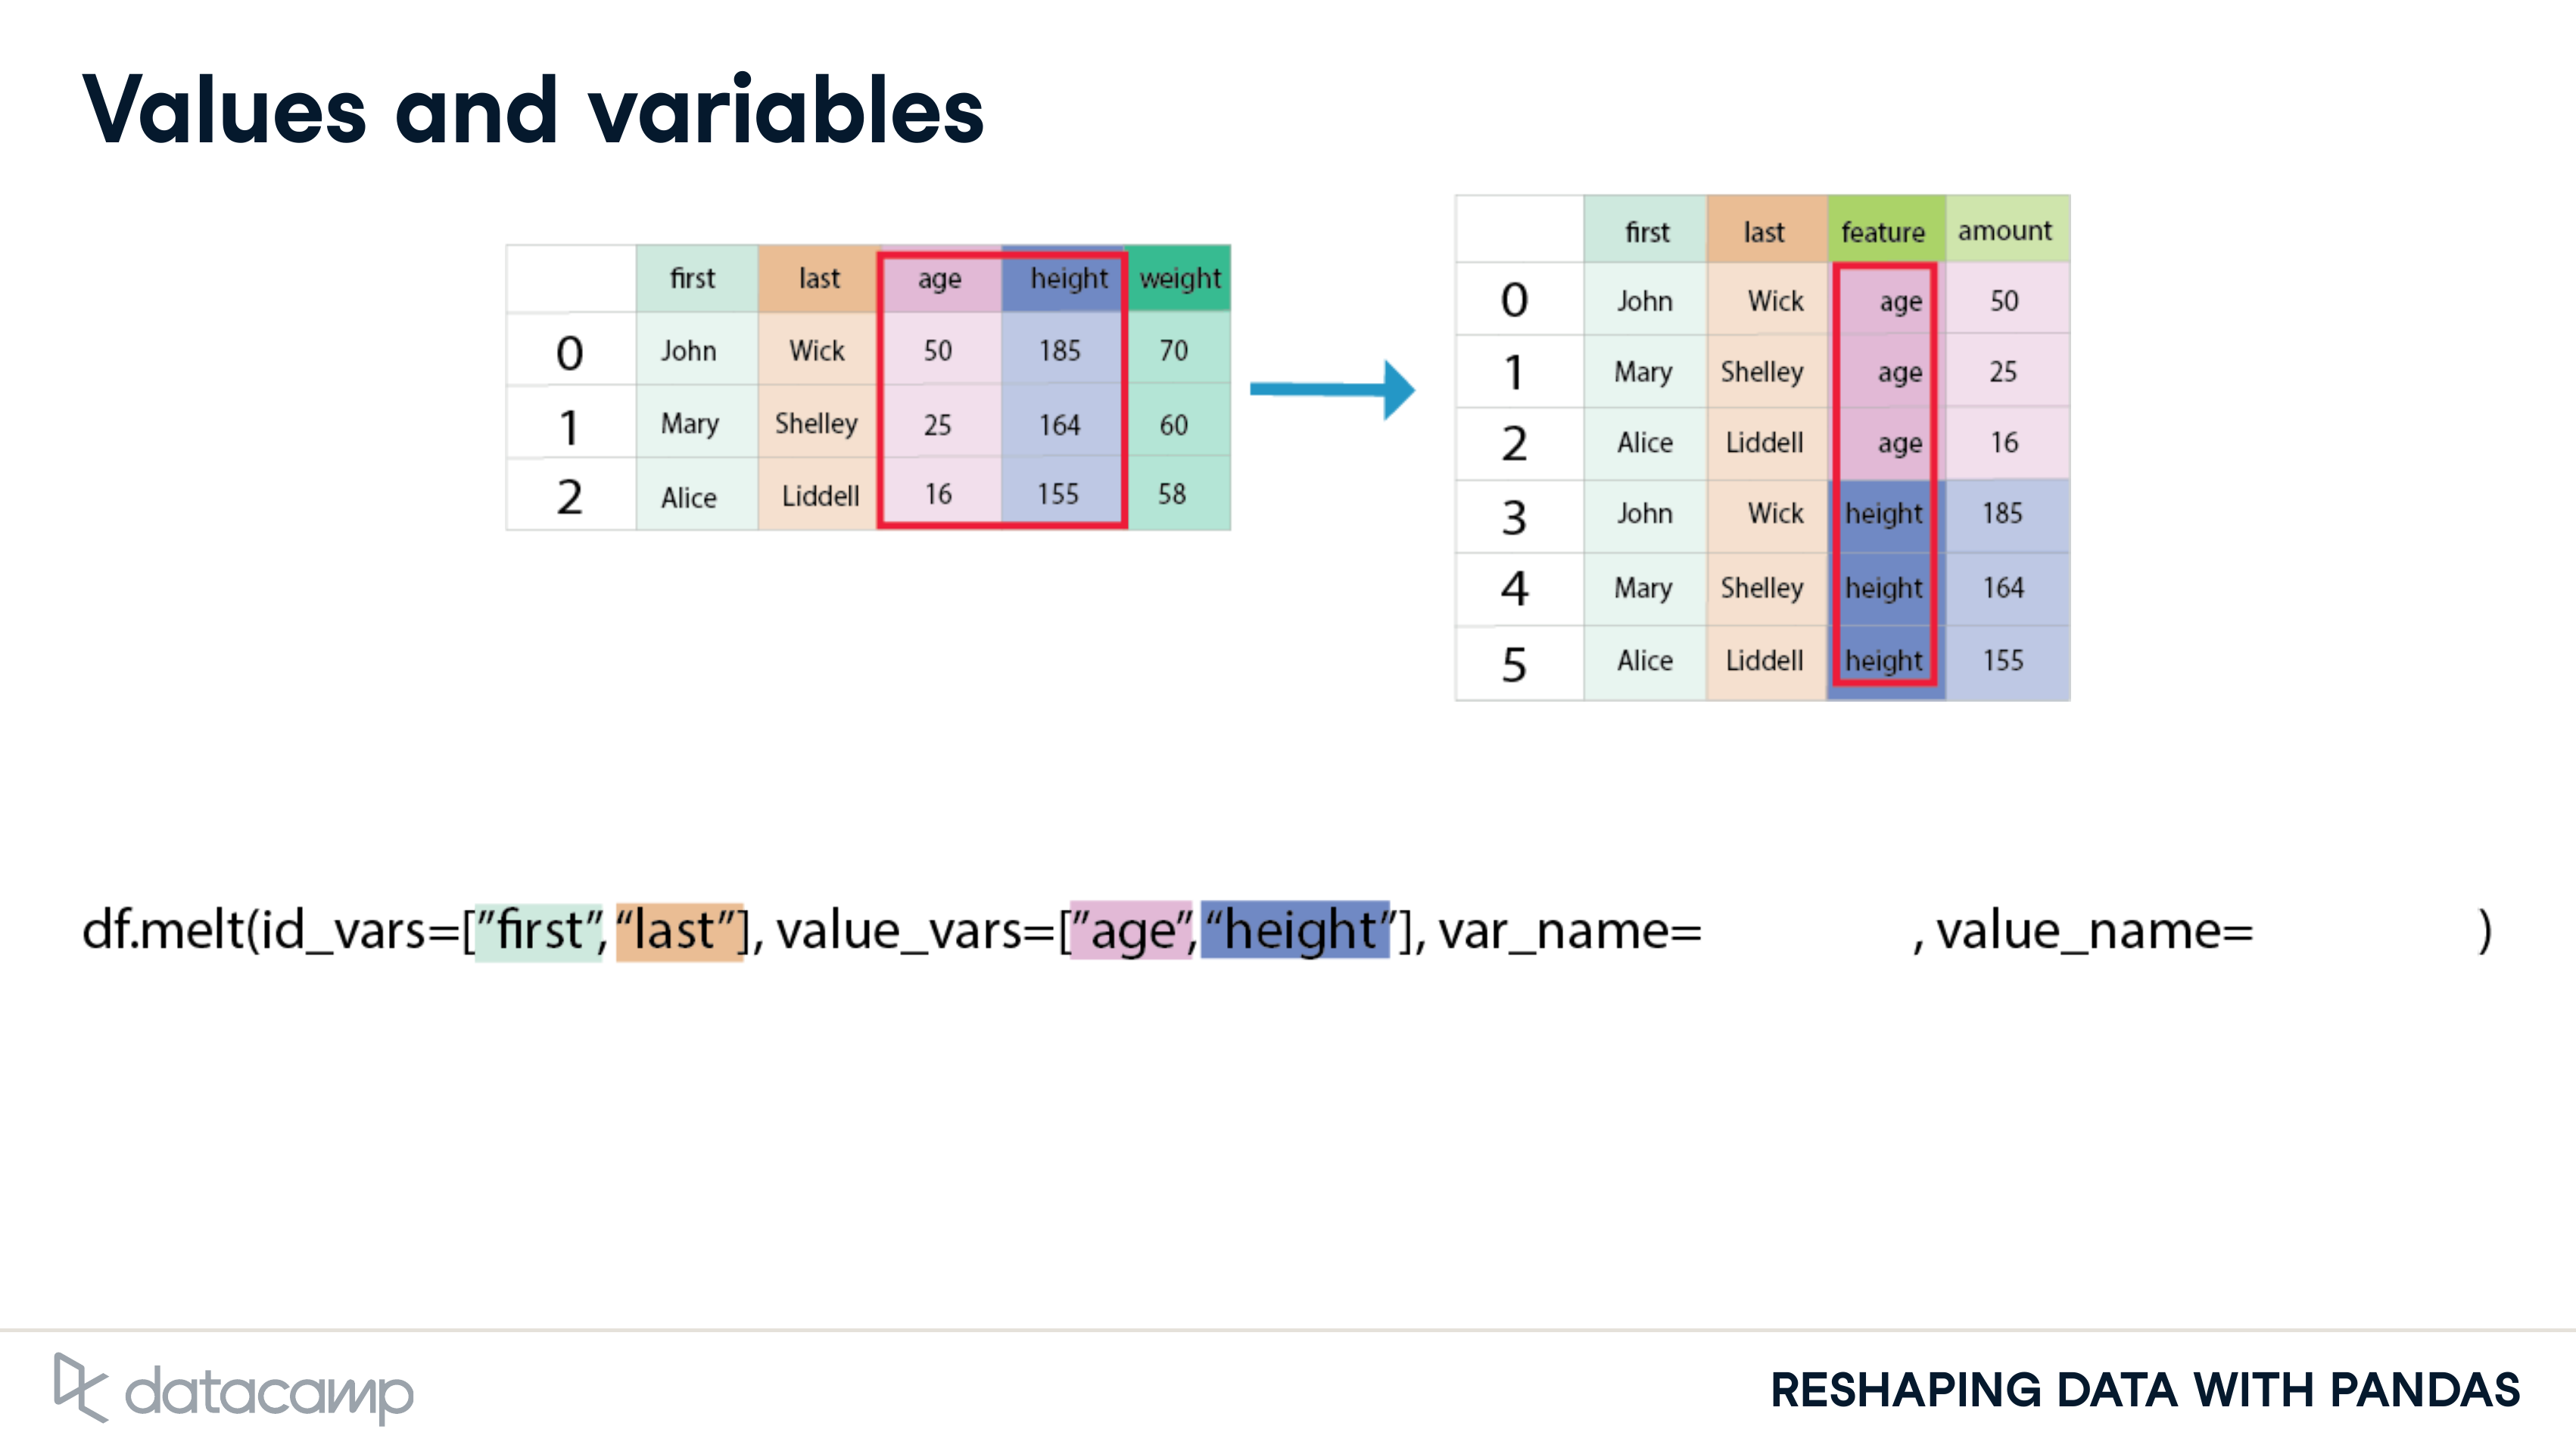 Values and variables
first last age height weight
0 John Wick 50 185 70
1 Mary Shelley 25 164 60
2 Alice Liddell 16 155 58
first last feature amount
0 John Wick age 50
1 Mary Shelley age 25
2 Alice Liddell age 16
3 John Wick height 185
4 Mary Shelley height 164
5 Alice Liddell height 155
df.melt(id_vars=[”first”, “last”], value_vars=[”age”, “height”], var_name= , value_name= )
datacamp
RESHAPING DATA WITH PANDAS